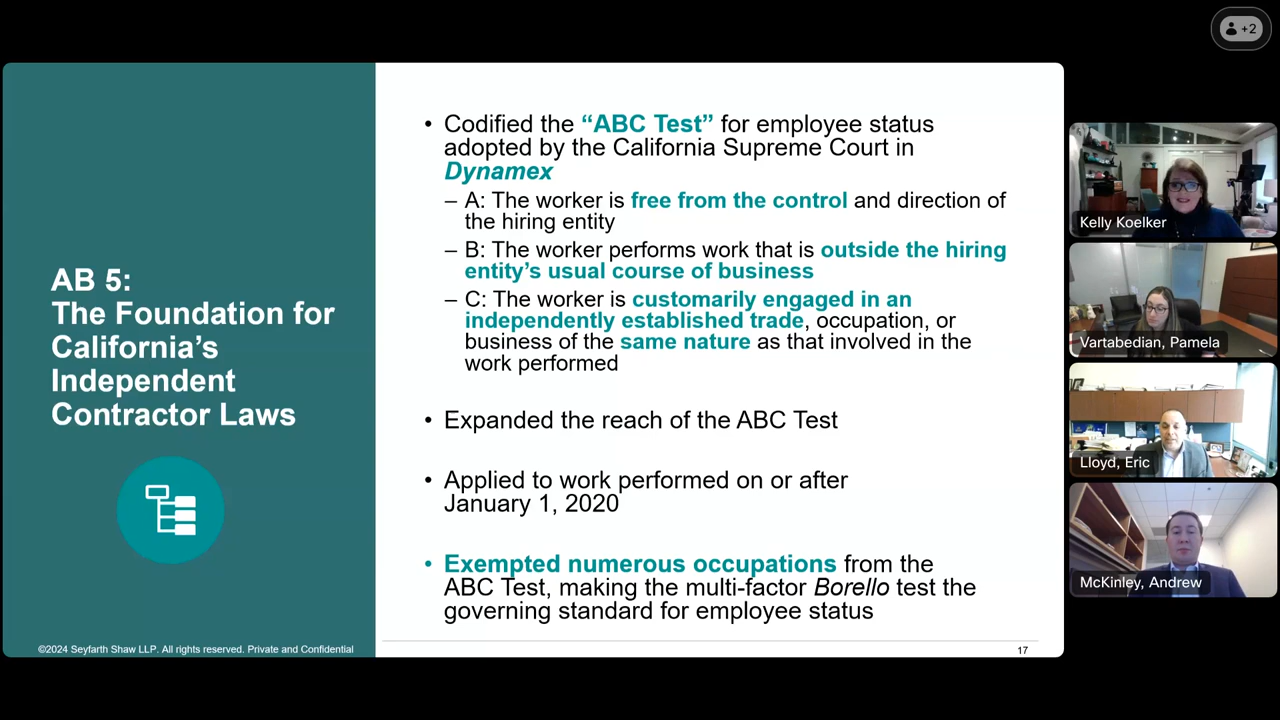 +2
AB 5:
The Foundation for
California’s
Independent
Contractor Laws
©2024 Seyfarth Shaw LLP. All rights reserved. Private and Confidential
• Codified the “ABC Test” for employee status
adopted by the California Supreme Court in
Dynamex
– A: The worker is free from the control and direction of
the hiring entity
– B: The worker performs work that is outside the hiring
entity’s usual course of business
– C: The worker is customarily engaged in an
independently established trade, occupation, or
business of the same nature as that involved in the
work performed
• Expanded the reach of the ABC Test
• Applied to work performed on or after
January 1, 2020
• Exempted numerous occupations from the
ABC Test, making the multi-factor Borello test the
governing standard for employee status
17
Kelly Koelker
Vartabedian, Pamela
Lloyd, Eric
McKinley, Andrew